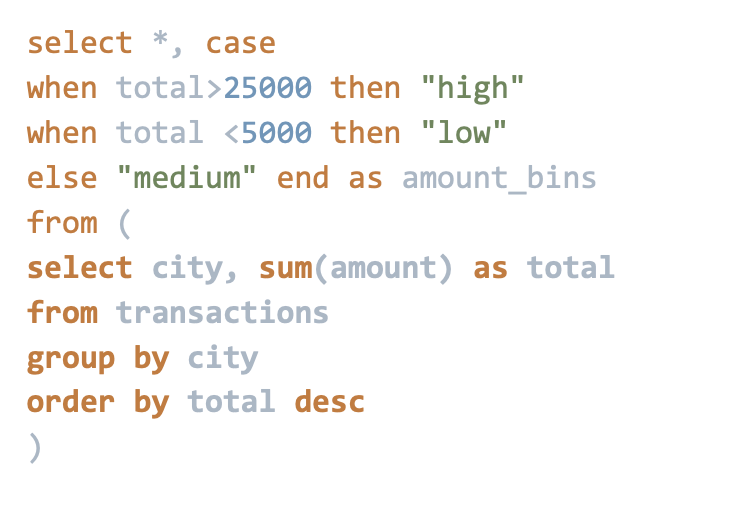 select *, case
when total>25000 then "high"
when total <5000 then "low"
else "medium" end as amount_bins
from (
select city, sum(amount) as total
from transactions
group by city
order by total desc
)